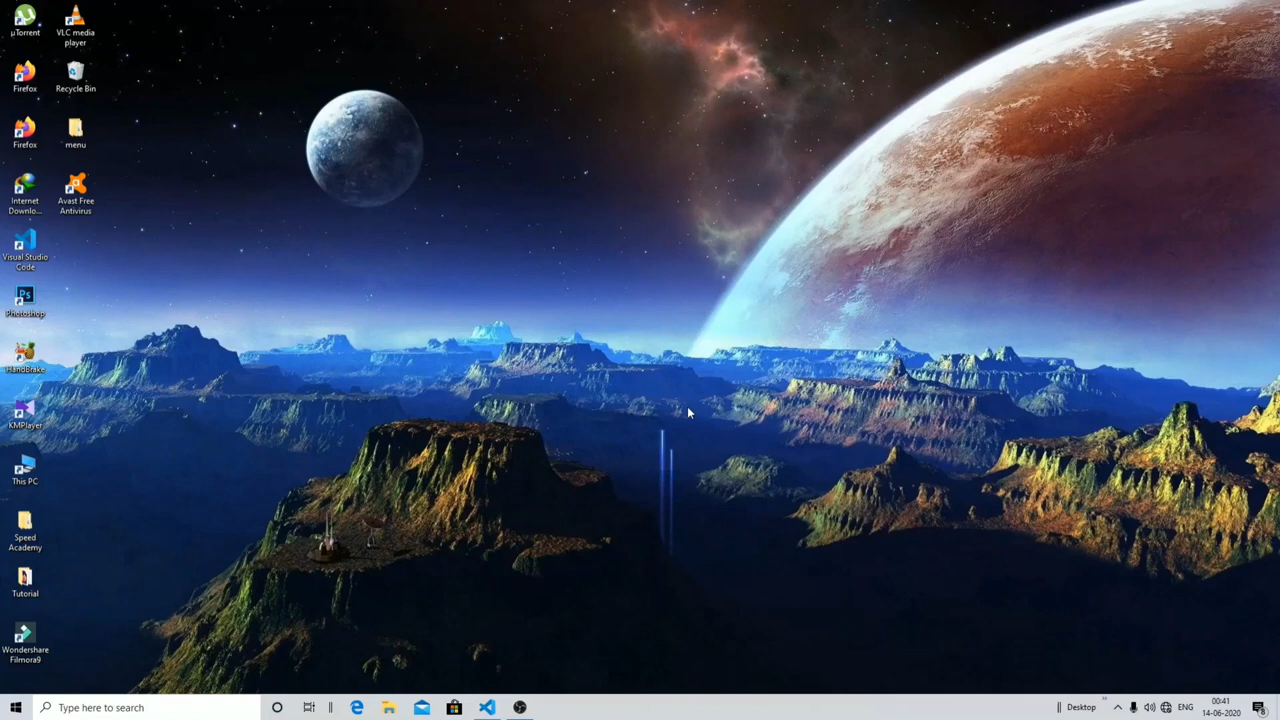 µTorrent
VLC media
player
Firefox
Recycle Bin
Firefox
menu
Internet
Downlo...
Avast Free
Antivirus
Visual Studio
Code
Ps
Photoshop
HandBrake
KMPlayer
This PC
Speed
Academy
Tutorial
Wondershare
Filmora9
Type here to search
Desktop
ENG
00:41
14-06-2020
8